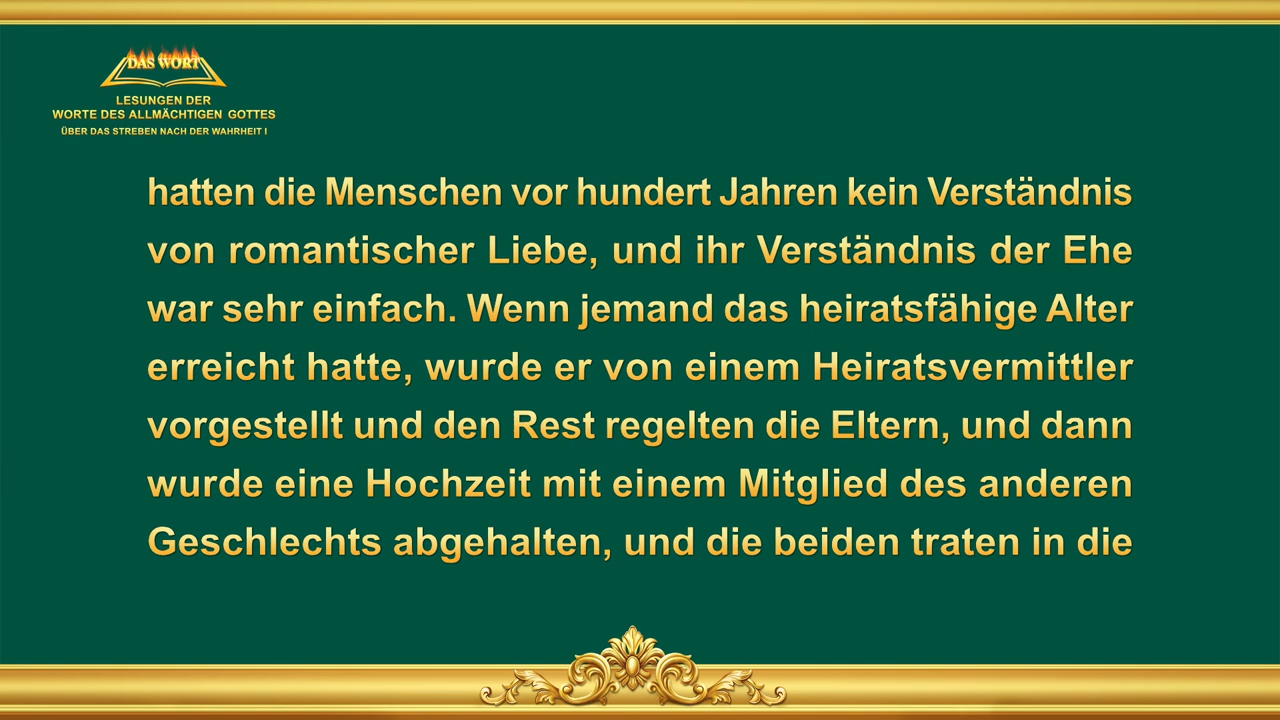 DAS WORT
LESUNGEN DER
WORTE DES ALLMÄCHTIGEN GOTTES
ÜBER DAS STREBEN NACH DER WAHRHEIT I
hatten die Menschen vor hundert Jahren kein Verständnis
von romantischer Liebe, und ihr Verständnis der Ehe
war sehr einfach. Wenn jemand das heiratsfähige Alter
erreicht hatte, wurde er von einem Heiratsvermittler
vorgestellt und den Rest regelten die Eltern, und dann
wurde eine Hochzeit mit einem Mitglied des anderen
Geschlechts abgehalten, und die beiden traten in die